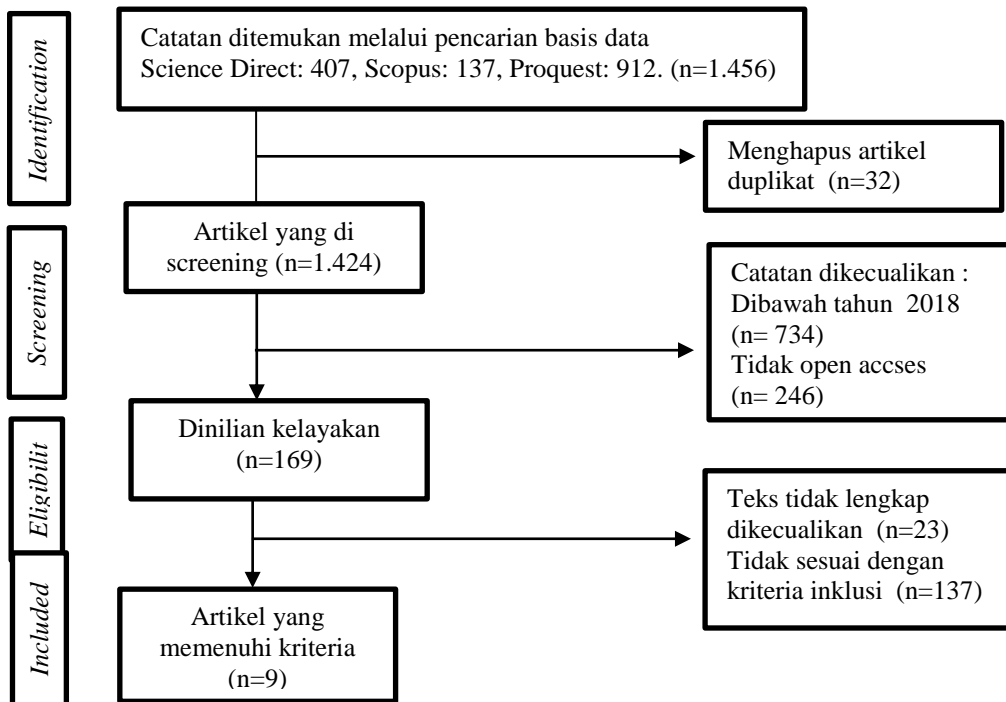 Identification
Catatan ditemukan melalui pencarian basis data
Science Direct: 407, Scopus: 137, Proquest: 912. (n=1.456)
Menghapus artikel
duplikat (n=32)
Screening
Artikel yang di
screening (n=1.424)
Catatan dikecualikan :
Dibawah tahun 2018
(n= 734)
Tidak open accses
(n= 246)
Eligibilit
Dinilian kelayakan
(n=169)
Teks tidak lengkap
dikecualikan (n=23)
Tidak sesuai dengan
kriteria inklusi (n=137)
Included
Artikel yang
memenuhi kriteria
(n=9)